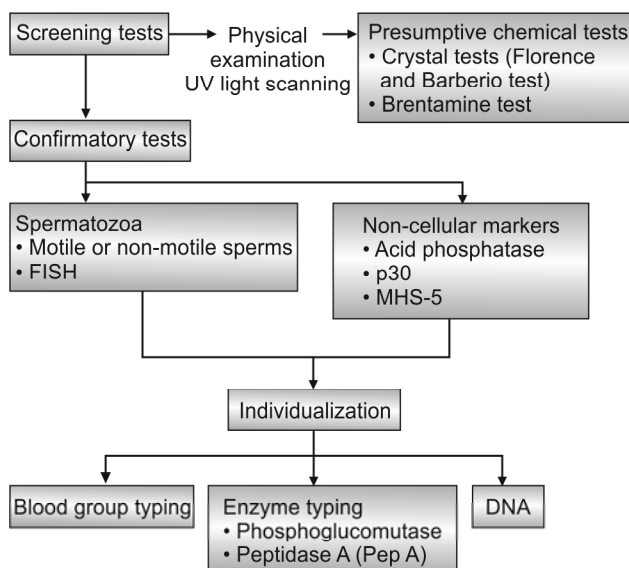 Screening tests
Physical
examination
UV light scanning
Presumptive chemical tests
• Crystal tests (Florence
and Barberio test)
• Brentamine test
Confirmatory tests
Spermatozoa
• Motile or non-motile sperms
• FISH
Non-cellular markers
• Acid phosphatase
• p30
• MHS-5
Individualization
Blood group typing
Enzyme typing
• Phosphoglucomutase
• Peptidase A (Pep A)
DNA